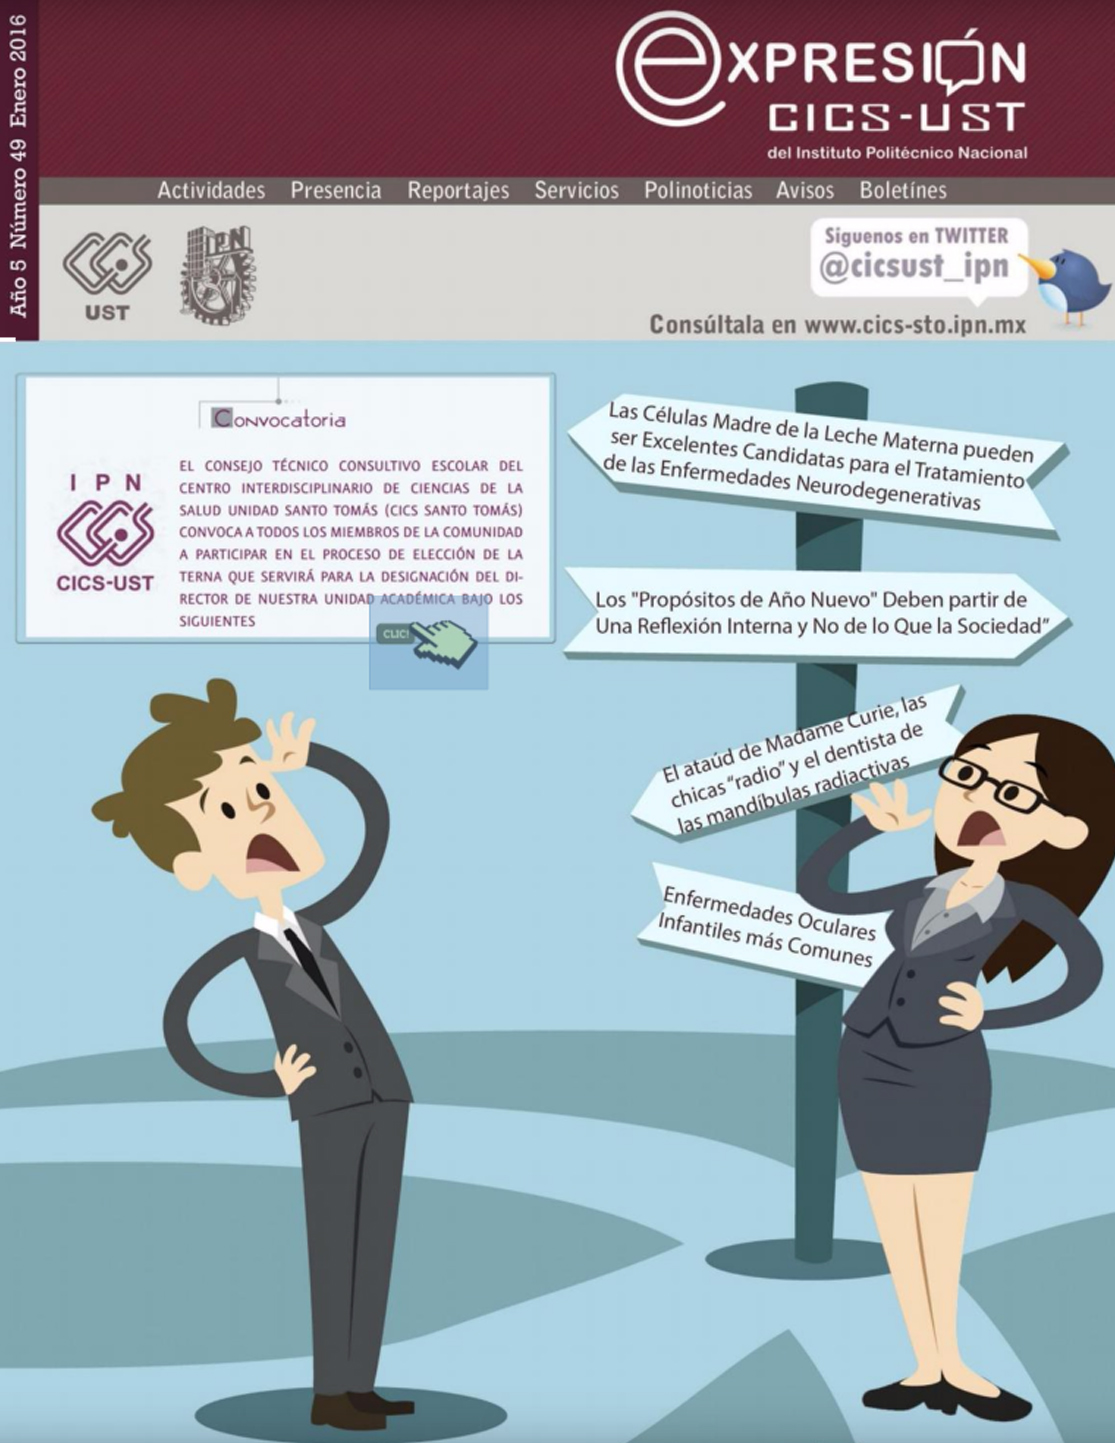 Año 5 Número 49 Enero 2016
eXPRESIÓN
CICS-UST
del Instituto Politécnico Nacional
Actividades Presencia Reportajes Servicios Polinoticias Avisos Boletínes
UST
IPN
Siguenos en TWITTER
@cicsust_ipn
Consúltala en www.cics-sto.ipn.mx
Convocatoria
IPN
CICS-UST
EL CONSEJO TÉCNICO CONSULTIVO ESCOLAR DEL
CENTRO INTERDISCIPLINARIO DE CIENCIAS DE LA
SALUD UNIDAD SANTO TOMÁS (CICS SANTO TOMÁS)
CONVOCA A TODOS LOS MIEMBROS DE LA COMUNIDAD
A PARTICIPAR EN EL PROCESO DE ELECCIÓN DE LA
TERNA QUE SERVIRÁ PARA LA DESIGNACIÓN DEL DI-
RECTOR DE NUESTRA UNIDAD ACADÉMICA BAJO LOS
SIGUIENTES
CLIC!
Las Células Madre de la Leche Materna pueden
ser Excelentes Candidatas para el Tratamiento
de las Enfermedades Neurodegenerativas
Los "Propósitos de Año Nuevo" Deben partir de
Una Reflexión Interna y No de lo Que la Sociedad”
El ataúd de Madame Curie, las
chicas “radio” y el dentista de
las mandíbulas radiactivas
Enfermedades Oculares
Infantiles más Comunes